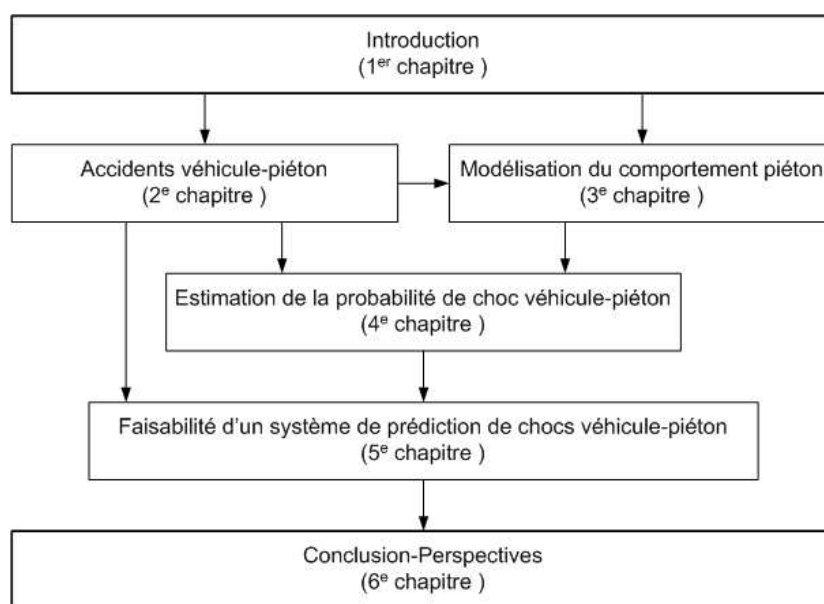 Introduction
(1er chapitre )
Accidents véhicule-piéton
(2e chapitre )
Modélisation du comportement piéton
(3e chapitre )
Estimation de la probabilité de choc véhicule-piéton
(4e chapitre )
Faisabilité d'un système de prédiction de chocs véhicule-piéton
(5e chapitre )
Conclusion-Perspectives
(6e chapitre )